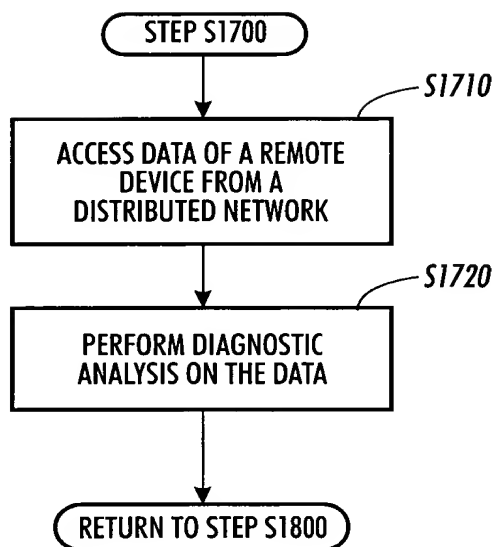 STEP S1700
S1710
ACCESS DATA OF A REMOTE
DEVICE FROM A
DISTRIBUTED NETWORK
S1720
PERFORM DIAGNOSTIC
ANALYSIS ON THE DATA
RETURN TO STEP S1800